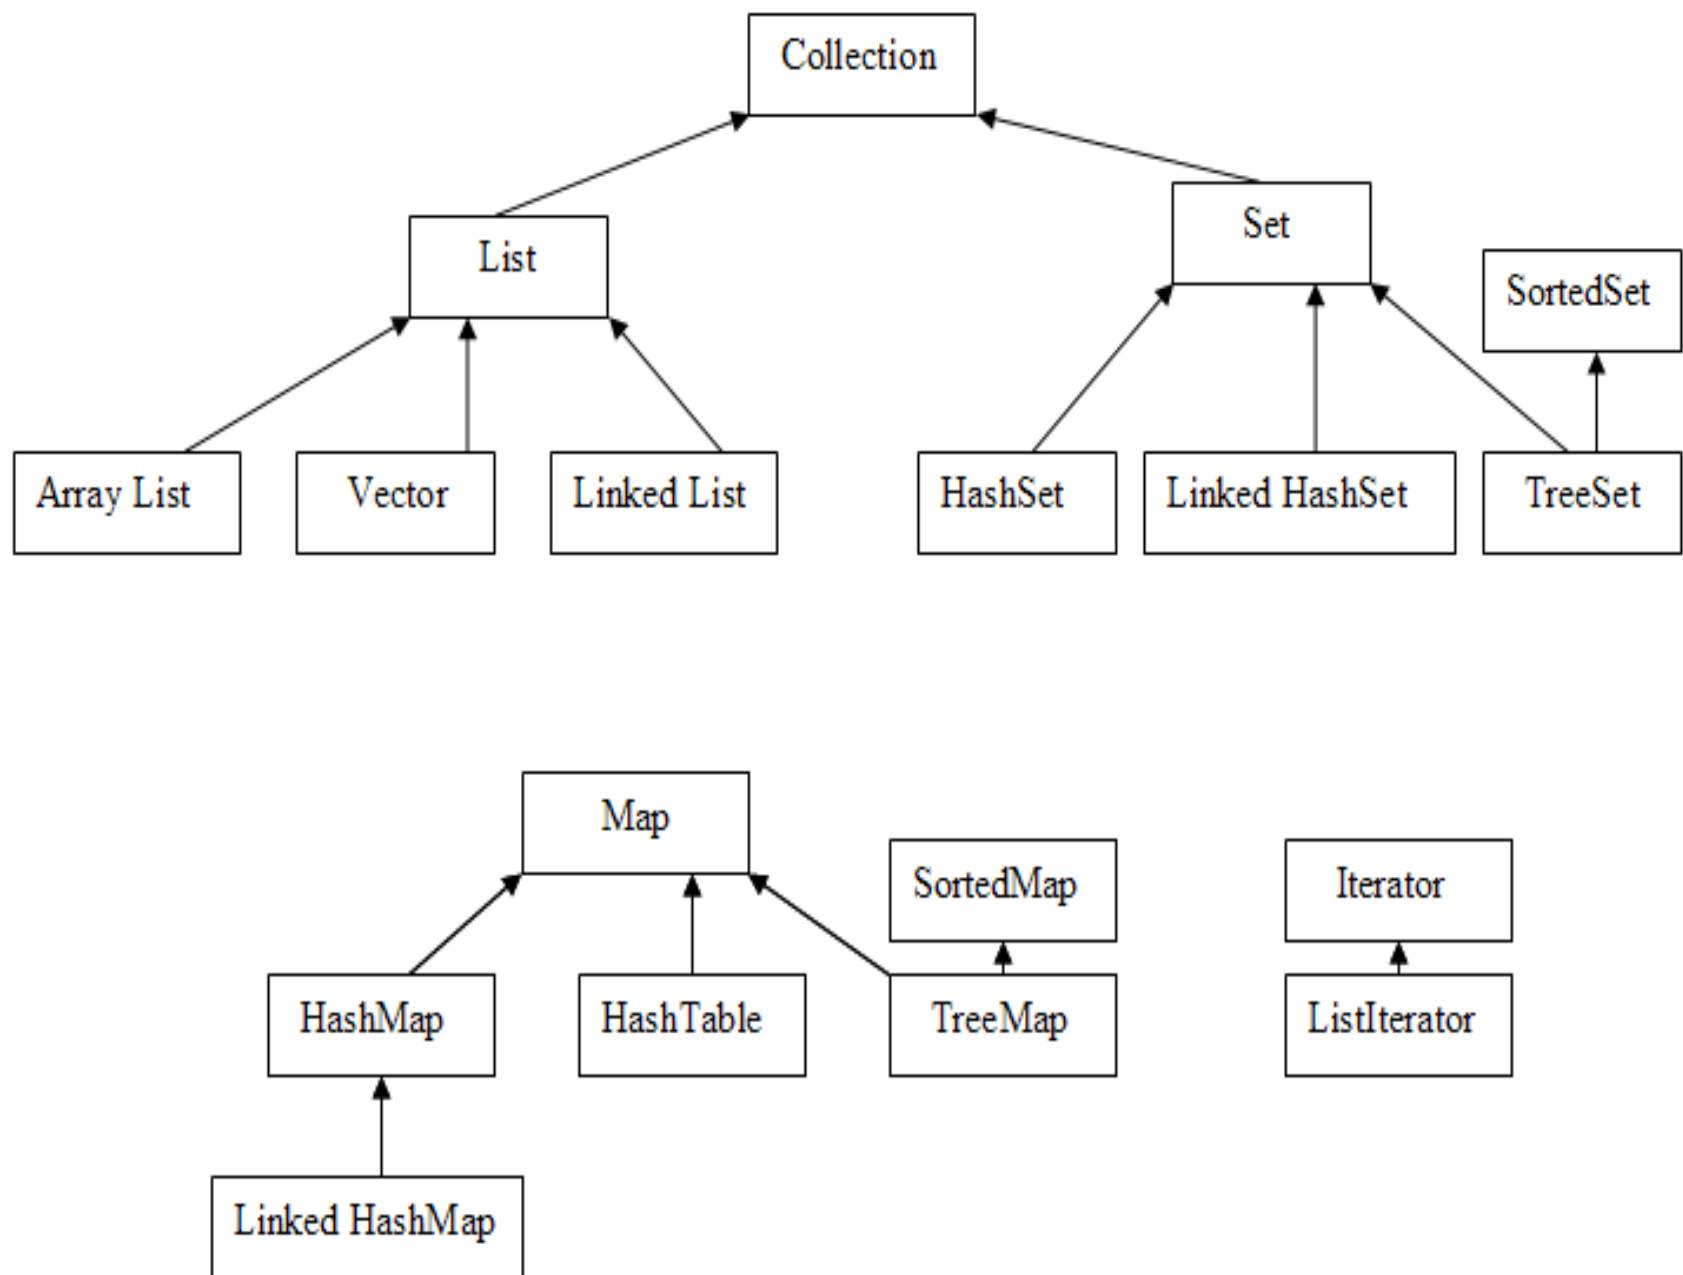 Collection
List
Set
SortedSet
Array List
Vector
Linked List
HashSet
Linked HashSet
TreeSet
Map
SortedMap
Iterator
HashMap
HashTable
TreeMap
ListIterator
Linked HashMap